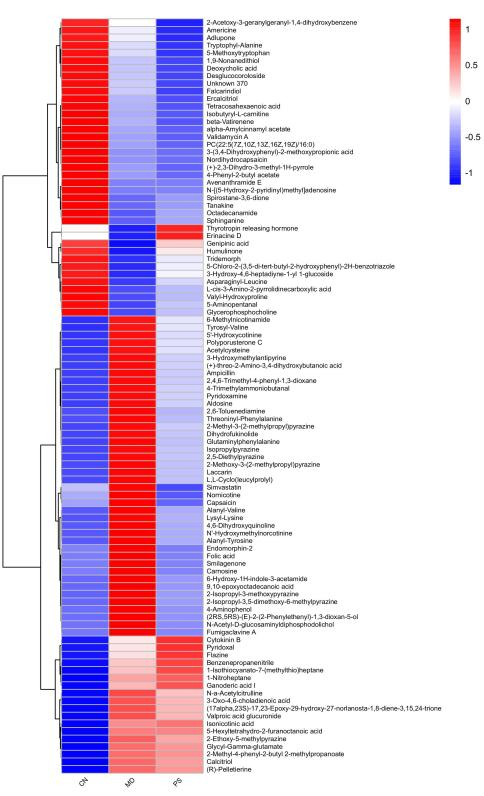 2-Acetoxy-3-geranylgeranyl-1,4-dihydroxybenzene
Americine
Adlupone
Tryptophyl-Alanine
5-Methoxytryptophan
1,9-Nonanedithiol
Deoxycholic acid
Desglucocoroloside
Unknown 370
Falcarindiol
Ercalcitriol
Tetracosahexaenoic acid
Isobutyryl-L-carnitine
beta-Vatirenene
alpha-Amylcinnamyl acetate
Validamycin A
PC(22:5(7Z,10Z,13Z,16Z,19Z)/16:0)
3-(3,4-Dihydroxyphenyl)-2-methoxypropionic acid
Nordihydrocapsaicin
(+)-2,3-Dihydro-3-methyl-1H-pyrrole
4-Phenyl-2-butyl acetate
Avenanthramide E
N-[(5-Hydroxy-2-pyridinyl)methyl]adenosine
Spirostane-3,6-dione
Tanakine
Octadecanamide
Sphinganine
Thyrotropin releasing hormone
Erinacine D
Genipinic acid
Humulinone
Tridemorph
5-Chloro-2-(3,5-di-tert-butyl-2-hydroxyphenyl)-2H-benzotriazole
3-Hydroxy-4,6-heptadiyne-1-yl 1-glucoside
Asparaginyl-Leucine
L-cis-3-Amino-2-pyrrolidinecarboxylic acid
Valyl-Hydroxyproline
5-Aminopentanal
Glycerophosphocholine
6-Methylnicotinamide
Tyrosyl-Valine
5'-Hydroxycotinine
Polyporusterone C
Acetylcysteine
3-Hydroxymethylantipyrine
(+)-threo-2-Amino-3,4-dihydroxybutanoic acid
Ampicillin
2,4,6-Trimethyl-4-phenyl-1,3-dioxane
4-Trimethylammoniobutanal
Pyridoxamine
Aldosine
2,6-Toluenediamine
Threoninyl-Phenylalanine
2-Methyl-3-(2-methylpropyl)pyrazine
Dihydrofukinolide
Glutaminylphenylalanine
Isopropylpyrazine
2,5-Diethylpyrazine
2-Methoxy-3-(2-methylpropyl)pyrazine
Laccarin
L,L-Cyclo(leucylprolyl)
Simvastatin
Nornicotine
Capsaicin
Alanyl-Valine
Lysyl-Lysine
4,6-Dihydroxyquinoline
N'-Hydroxymethylnorcotinine
Alanyl-Tyrosine
Endomorphin-2
Folic acid
Smilagenone
Carnosine
6-Hydroxy-1H-indole-3-acetamide
9,10-epoxyoctadecanoic acid
2-Isopropyl-3-methoxypyrazine
2-Isopropyl-3,5-dimethoxy-6-methylpyrazine
4-Aminophenol
(2RS,5RS)-(E)-2-(2-Phenylethenyl)-1,3-dioxan-5-ol
N-Acetyl-D-glucosaminyldiphosphodolichol
Fumigaclavine A
Cytokinin B
Pyridoxal
Flazine
Benzenepropanenitrile
1-Isothiocyanato-7-(methylthio)heptane
1-Nitroheptane
Ganoderic acid I
N-a-Acetylcitrulline
3-Oxo-4,6-choladienoic acid
(17alpha,23S)-17,23-Epoxy-29-hydroxy-27-norlanosta-1,8-diene-3,15,24-trione
Valproic acid glucuronide
Isonicotinic acid
5-Hexyltetrahydro-2-furanoctanoic acid
2-Ethoxy-5-methylpyrazine
Glycyl-Gamma-glutamate
2-Methyl-4-phenyl-2-butyl 2-methylpropanoate
Calcitriol
(R)-Pelletierine
CN MD PS
1
0.5
0
-0.5
-1